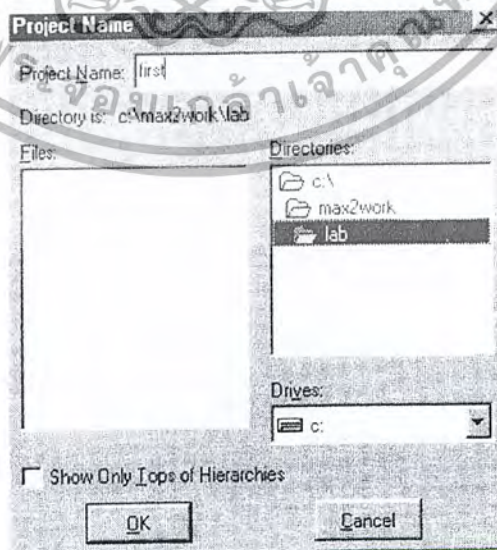 Project Name
Project Name: first
Directory is: c:\max2work\lab
Files:
Directories:
c:\
max2work
lab
Drives:
c:
Show Only Tops of Hierarchies
OK
Cancel